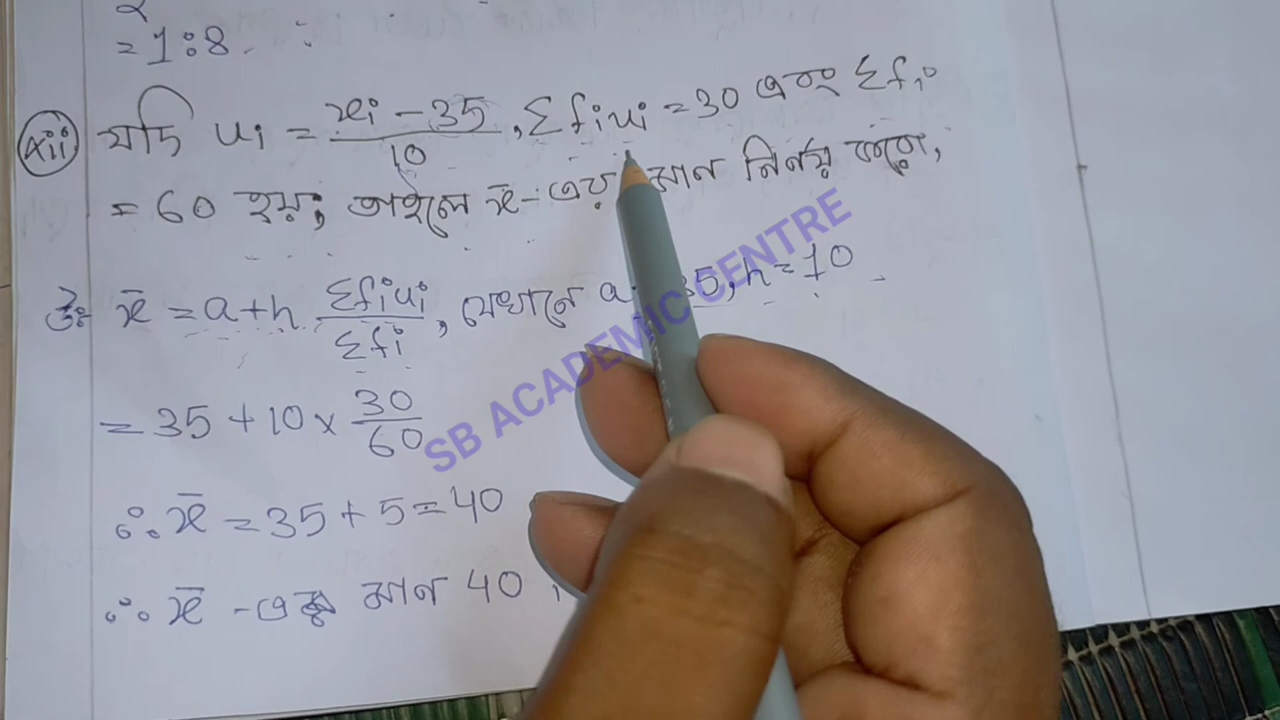 = 1:8.
(xii) যদি ui = (xi - 35)/10, Σfiui = 30 এবং Σfi
= 60 হয়; তাহলে x̄ - এর মান নির্ণয় করো,
উঃ x̄ = a+h Σfiui/Σfi, যেখানে a 35, h = 10
= 35 + 10 × 30/60
∴ x̄ = 35 + 5 = 40
∴ x̄ - এর মান 40।
SB ACADEMIC CENTRE